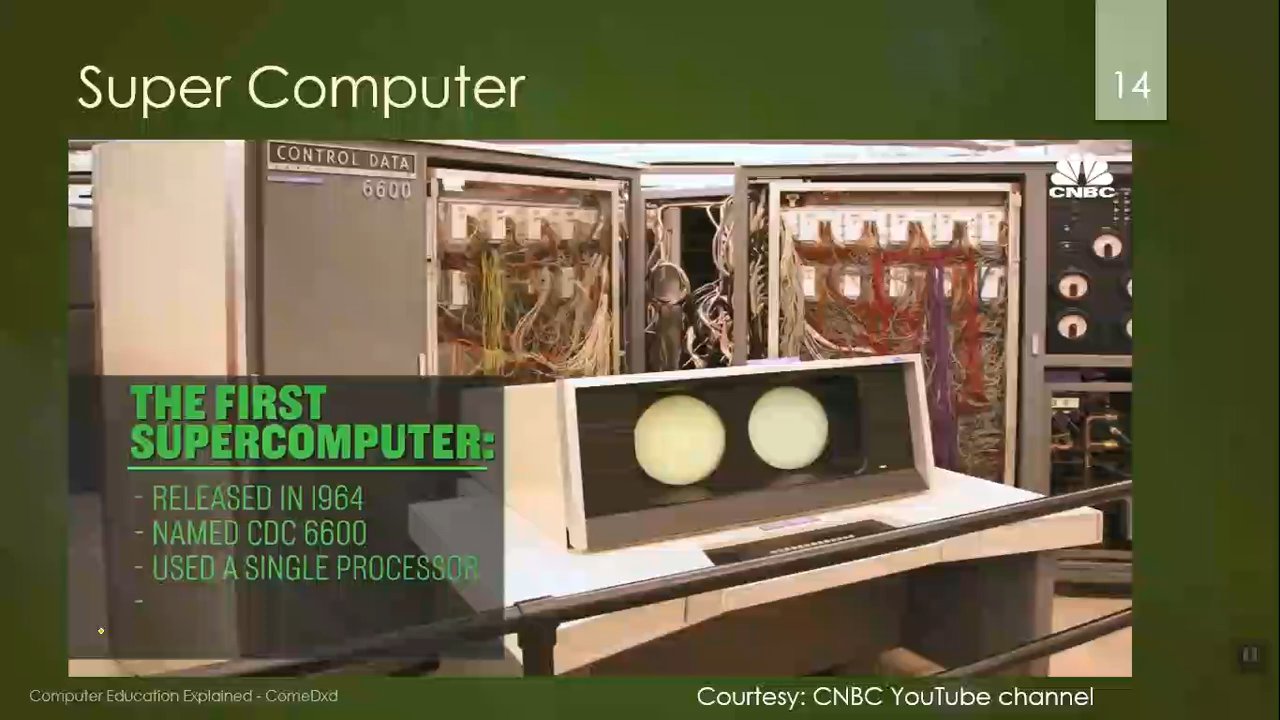 Super Computer
14
CONTROL DATA
6600
CNBC
THE FIRST
SUPERCOMPUTER:
- RELEASED IN 1964
- NAMED CDC 6600
- USED A SINGLE PROCESSOR
-
Computer Education Explained - ComeDxd
Courtesy: CNBC YouTube channel